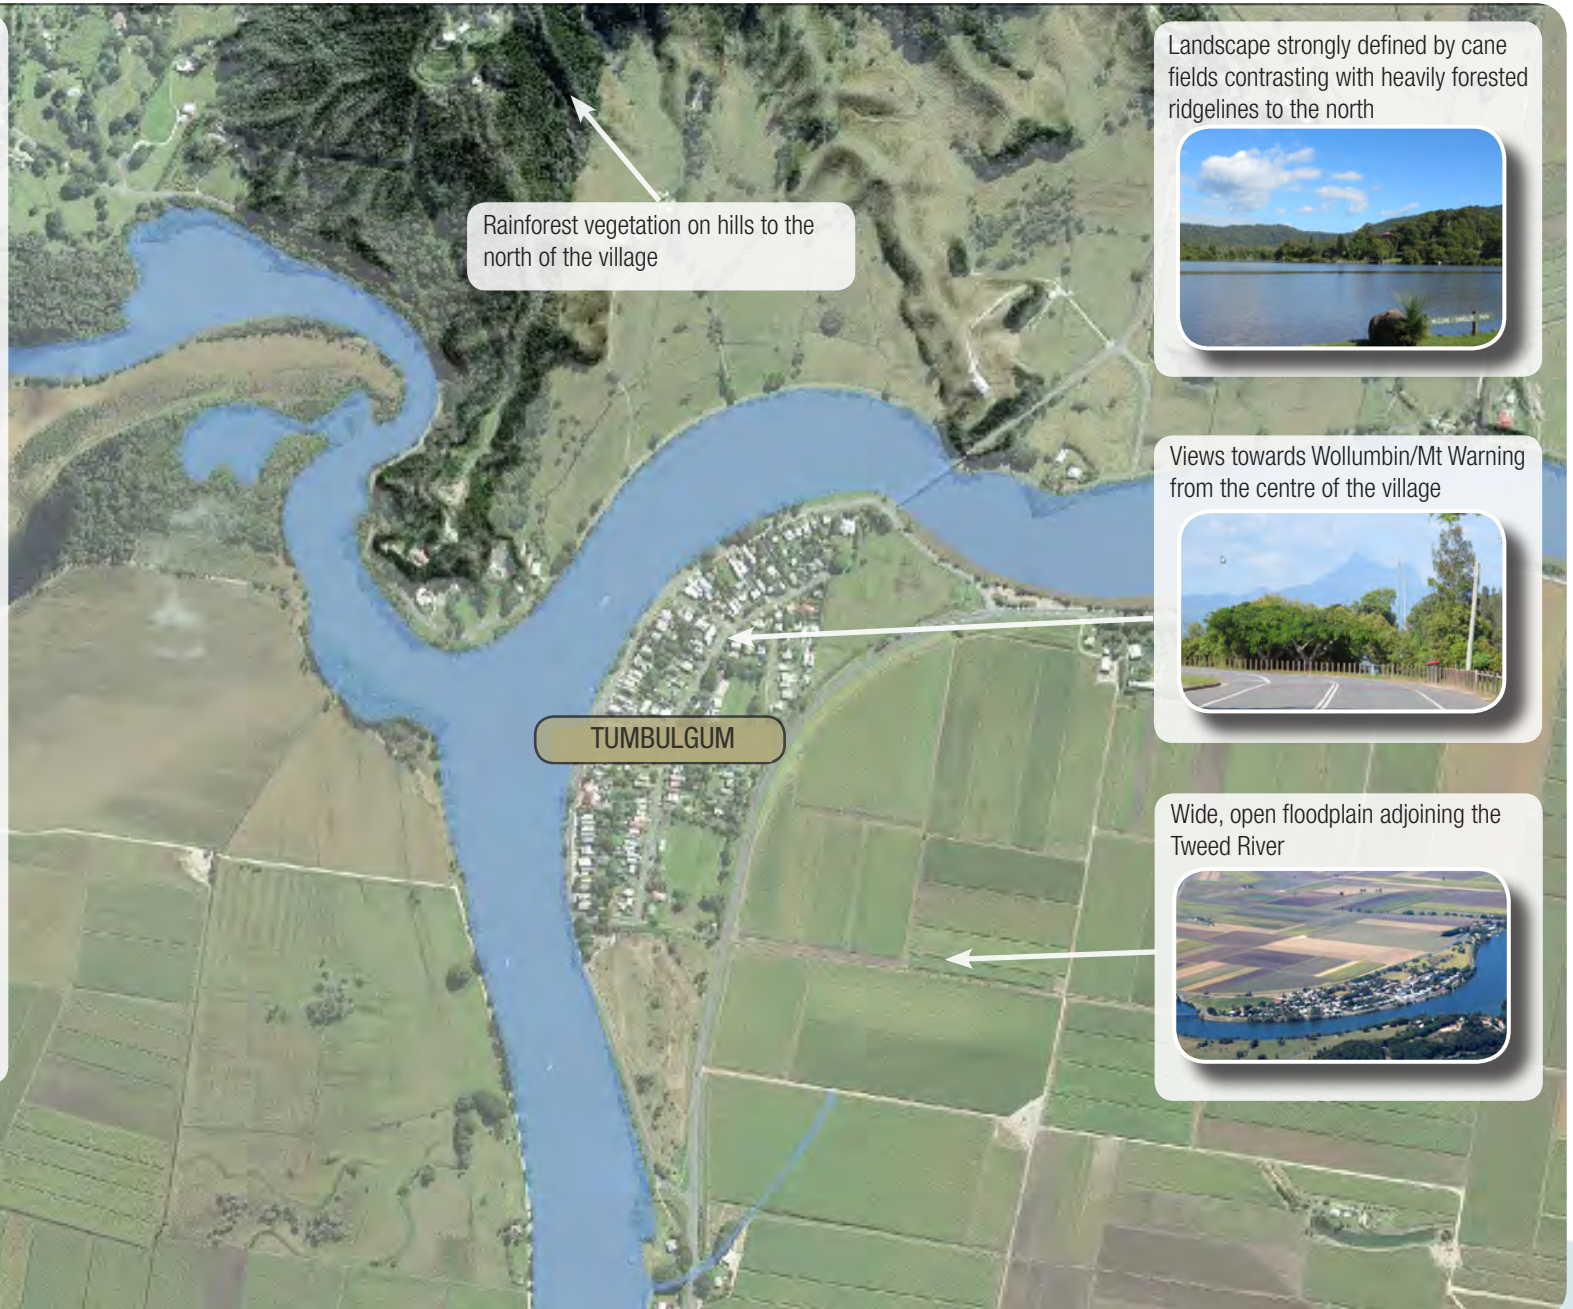 Landscape strongly defined by cane
fields contrasting with heavily forested
ridgelines to the north
Rainforest vegetation on hills to the
north of the village
Views towards Wollumbin/Mt Warning
from the centre of the village
TUMBULGUM
Wide, open floodplain adjoining the
Tweed River